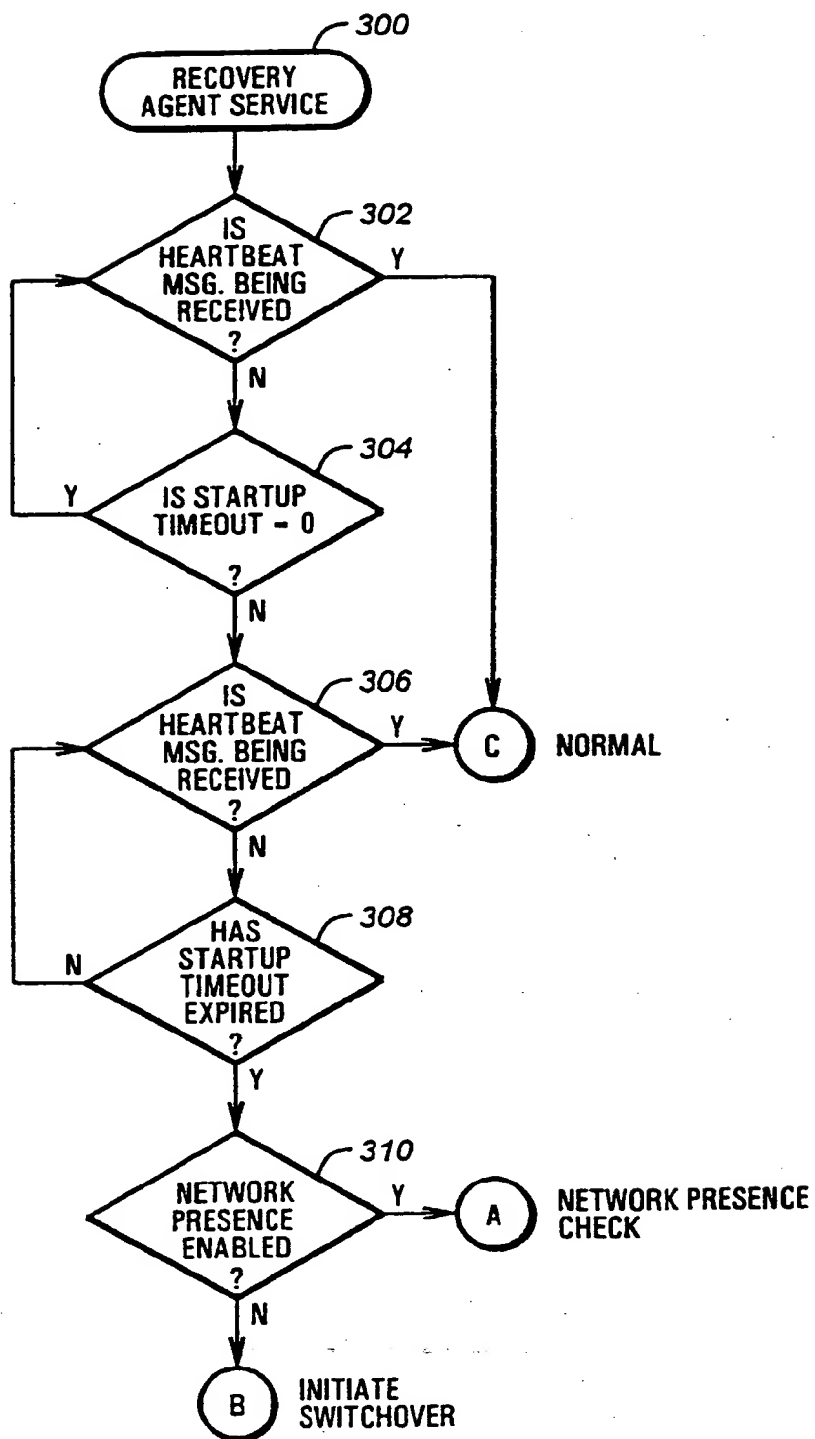 300
RECOVERY
AGENT SERVICE
302
IS
HEARTBEAT
MSG. BEING
RECEIVED
?
Y
N
304
IS STARTUP
TIMEOUT = 0
?
Y
N
306
IS
HEARTBEAT
MSG. BEING
RECEIVED
?
Y
C
NORMAL
N
308
HAS
STARTUP
TIMEOUT
EXPIRED
?
N
Y
310
NETWORK
PRESENCE
ENABLED
?
Y
A
NETWORK PRESENCE
CHECK
N
B
INITIATE
SWITCHOVER